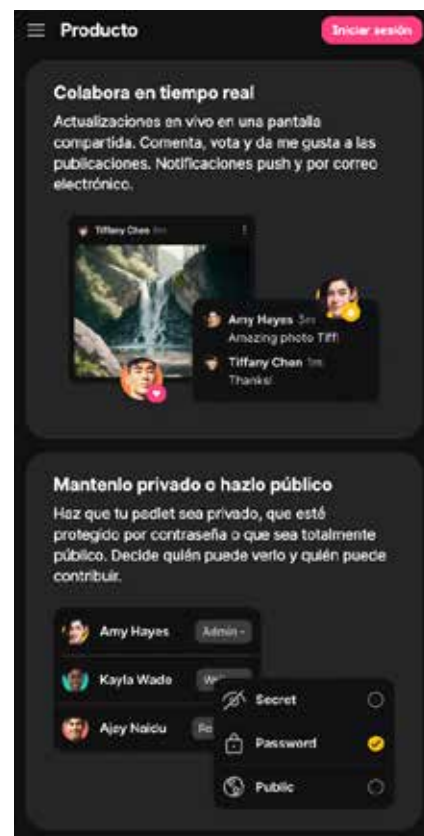 Producto
Iniciar sesión
Colabora en tiempo real
Actualizaciones en vivo en una pantalla
compartida. Comenta, vota y da me gusta a las
publicaciones. Notificaciones push y por correo
electrónico.
Tiffany Chen 6m
Amy Hayes 3m
Amazing photo Tiff!
Tiffany Chen 1m
Thanks!
Mantenlo privado o hazlo público
Haz que tu padlet sea privado, que esté
protegido por contraseña o que sea totalmente
público. Decide quién puede verlo y quién puede
contribuir.
Amy Hayes Admin
Kayla Wade
Ajay Naidu
Secret
Password
Public